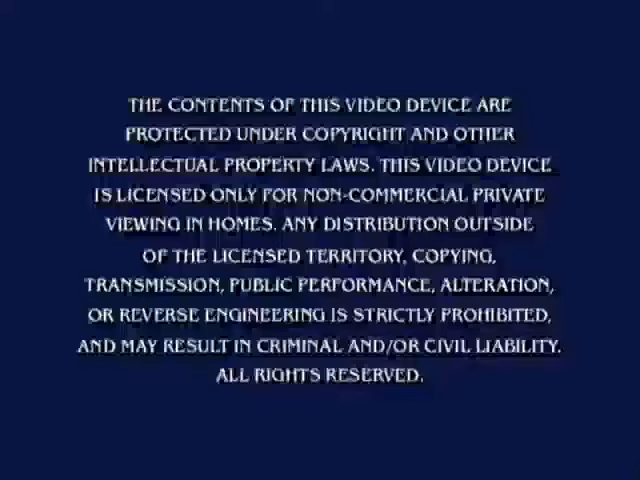 THE CONTENTS OF THIS VIDEO DEVICE ARE
PROTECTED UNDER COPYRIGHT AND OTHER
INTELLECTUAL PROPERTY LAWS. THIS VIDEO DEVICE
IS LICENSED ONLY FOR NON-COMMERCIAL PRIVATE
VIEWING IN HOMES. ANY DISTRIBUTION OUTSIDE
OF THE LICENSED TERRITORY, COPYING,
TRANSMISSION, PUBLIC PERFORMANCE, ALTERATION,
OR REVERSE ENGINEERING IS STRICTLY PROHIBITED,
AND MAY RESULT IN CRIMINAL AND/OR CIVIL LIABILITY.
ALL RIGHTS RESERVED.